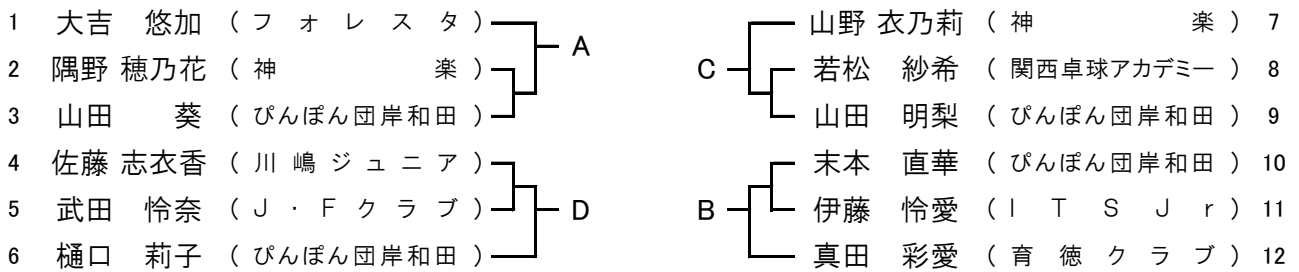 1 大吉 悠加 (フォレスタ)
2 隅野 穂乃花 (神楽)
A
3 山田 葵 (ぴんぽん団岸和田)
4 佐藤 志衣香 (川嶋ジュニア)
5 武田 怜奈 (J・Fクラブ)
D
6 樋口 莉子 (ぴんぽん団岸和田)
山野 衣乃莉 (神楽) 7
C
若松 紗希 (関西卓球アカデミー) 8
山田 明梨 (ぴんぽん団岸和田) 9
末本 直華 (ぴんぽん団岸和田) 10
B
伊藤 怜愛 (ITSJr) 11
真田 彩愛 (育徳クラブ) 12